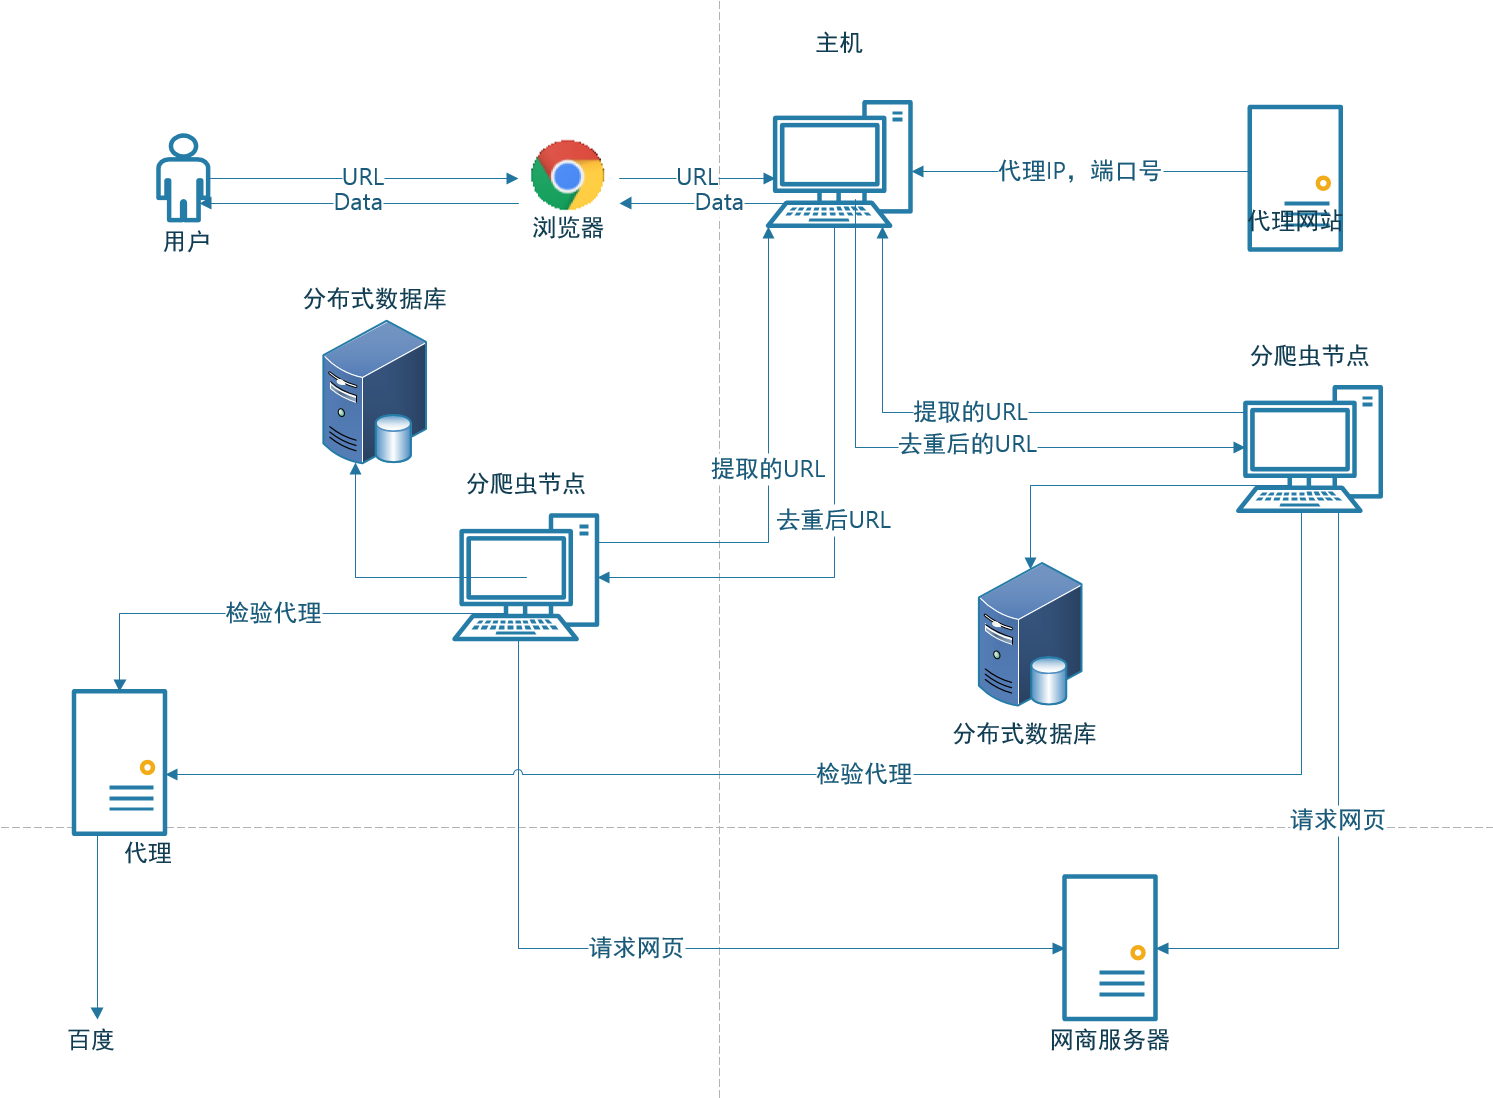 主机
URL
Data
用户
浏览器
URL
Data
代理IP，端口号
代理网站
分布式数据库
分爬虫节点
提取的URL
去重后的URL
提取的URL
去重后URL
分爬虫节点
检验代理
分布式数据库
检验代理
请求网页
代理
请求网页
百度
网商服务器